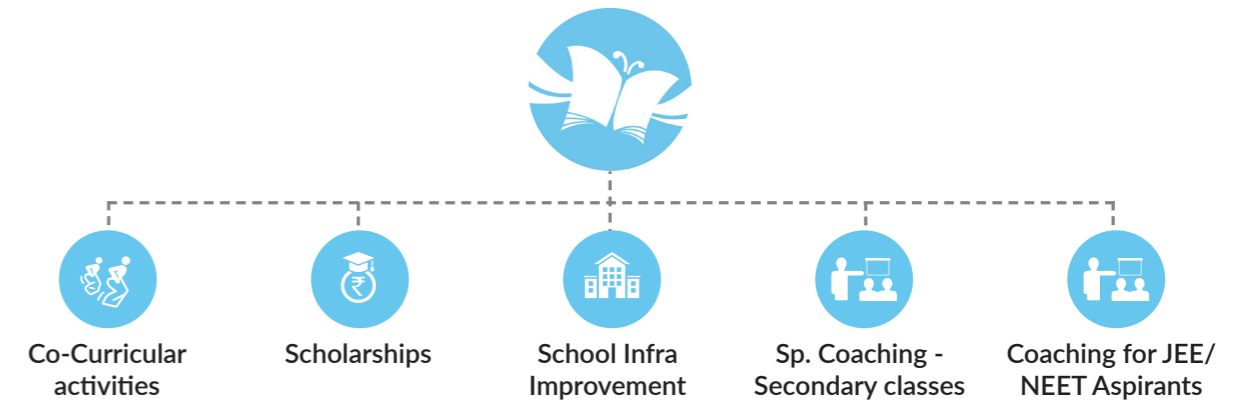 Co-Curricular
activities
Scholarships
School Infra
Improvement
Sp. Coaching -
Secondary classes
Coaching for JEE/
NEET Aspirants
₹